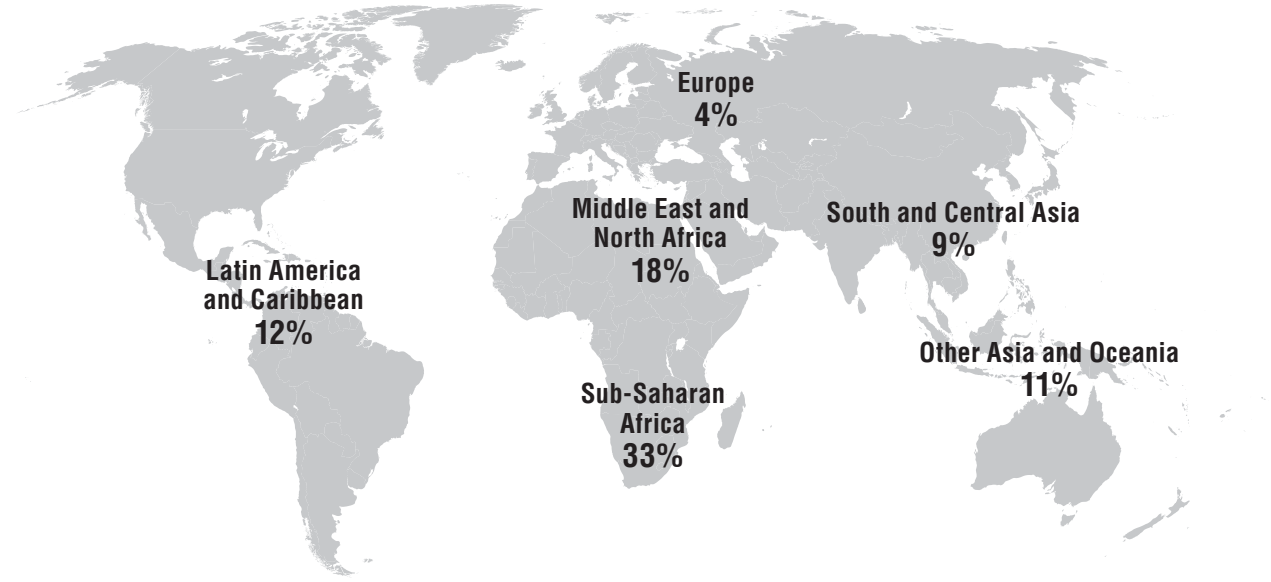 Europe
4%
Middle East and
North Africa
18%
South and Central Asia
9%
Latin America
and Caribbean
12%
Other Asia and Oceania
11%
Sub-Saharan
Africa
33%